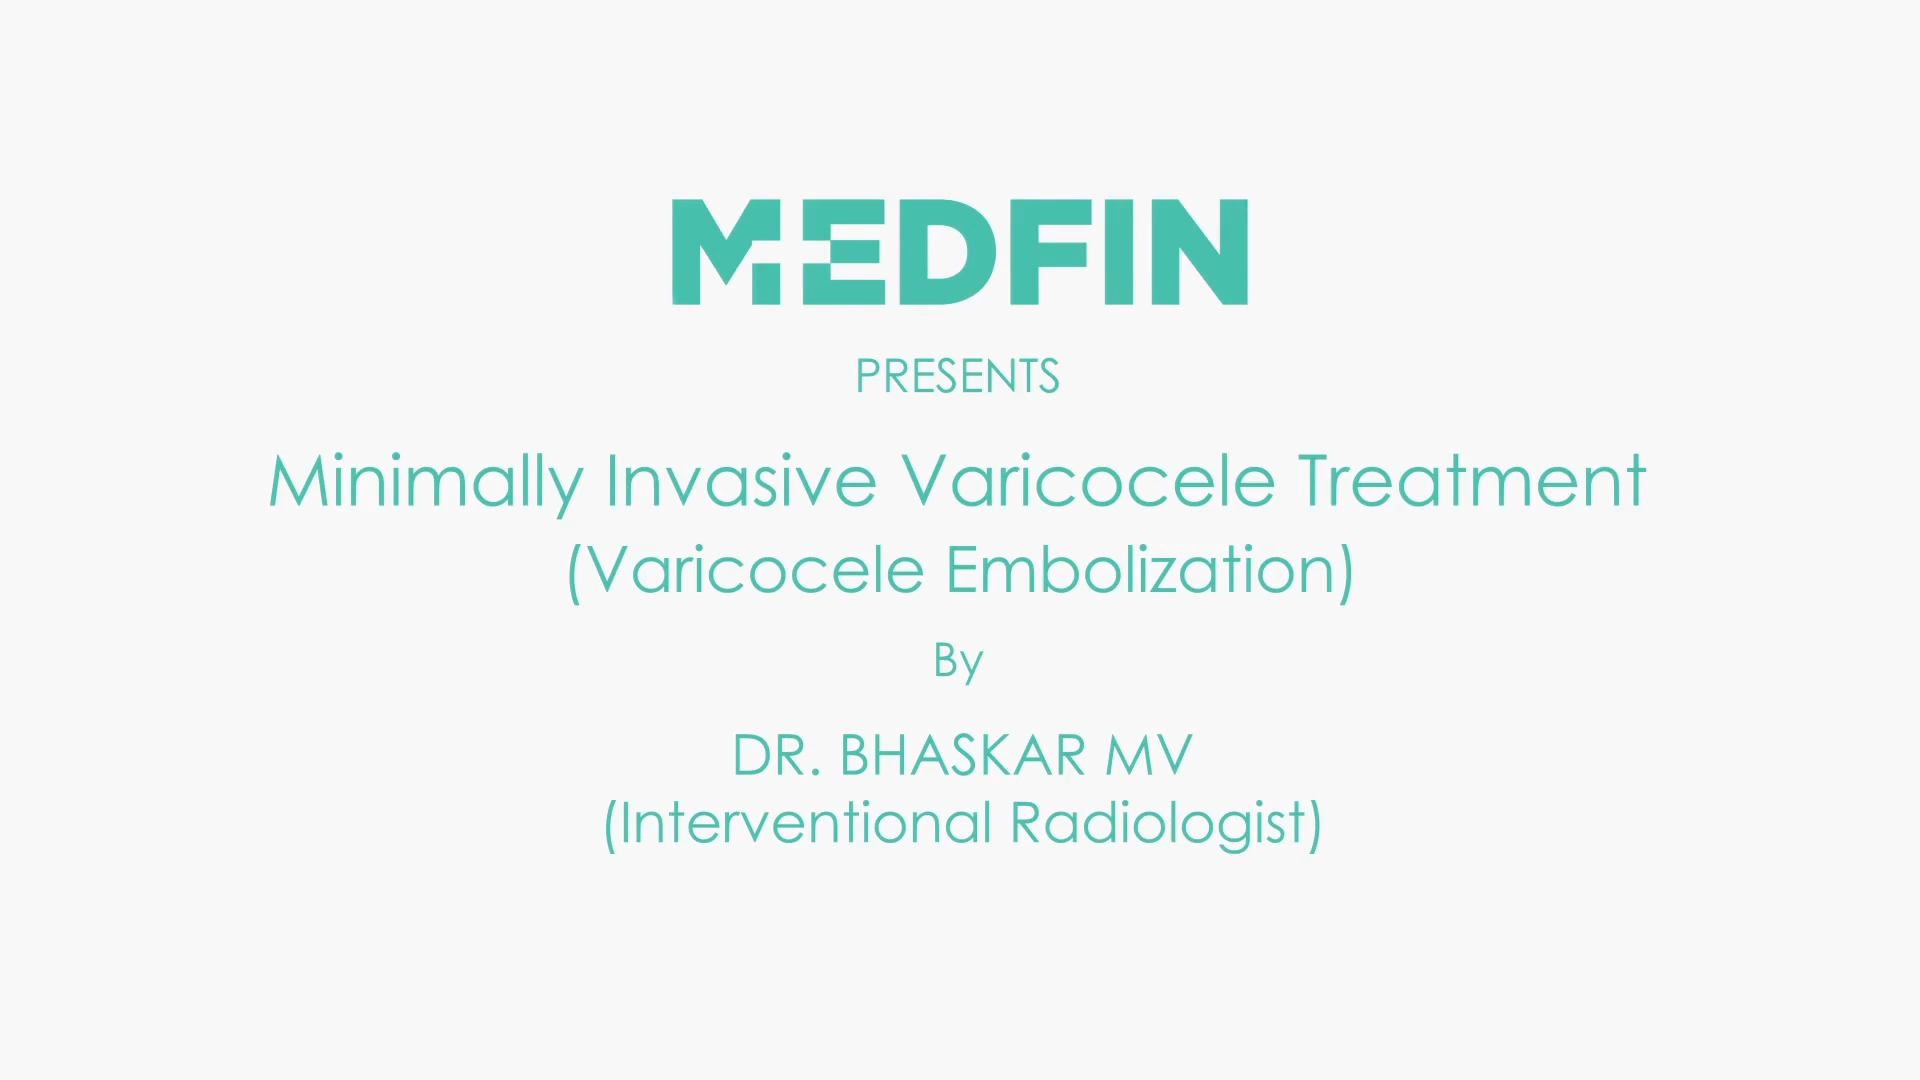 MEDFIN
PRESENTS
Minimally Invasive Varicocele Treatment
(Varicocele Embolization)
By
DR. BHASKAR MV
(Interventional Radiologist)